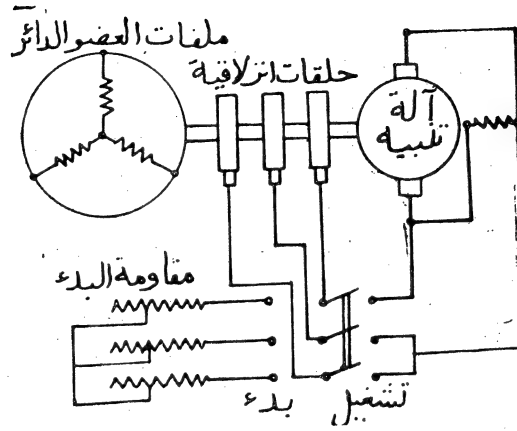 ملفات العضو الدائر
حلقات انزلاقية
آلة
تنبيه
مقاومة البدء
بدء
تشغيل